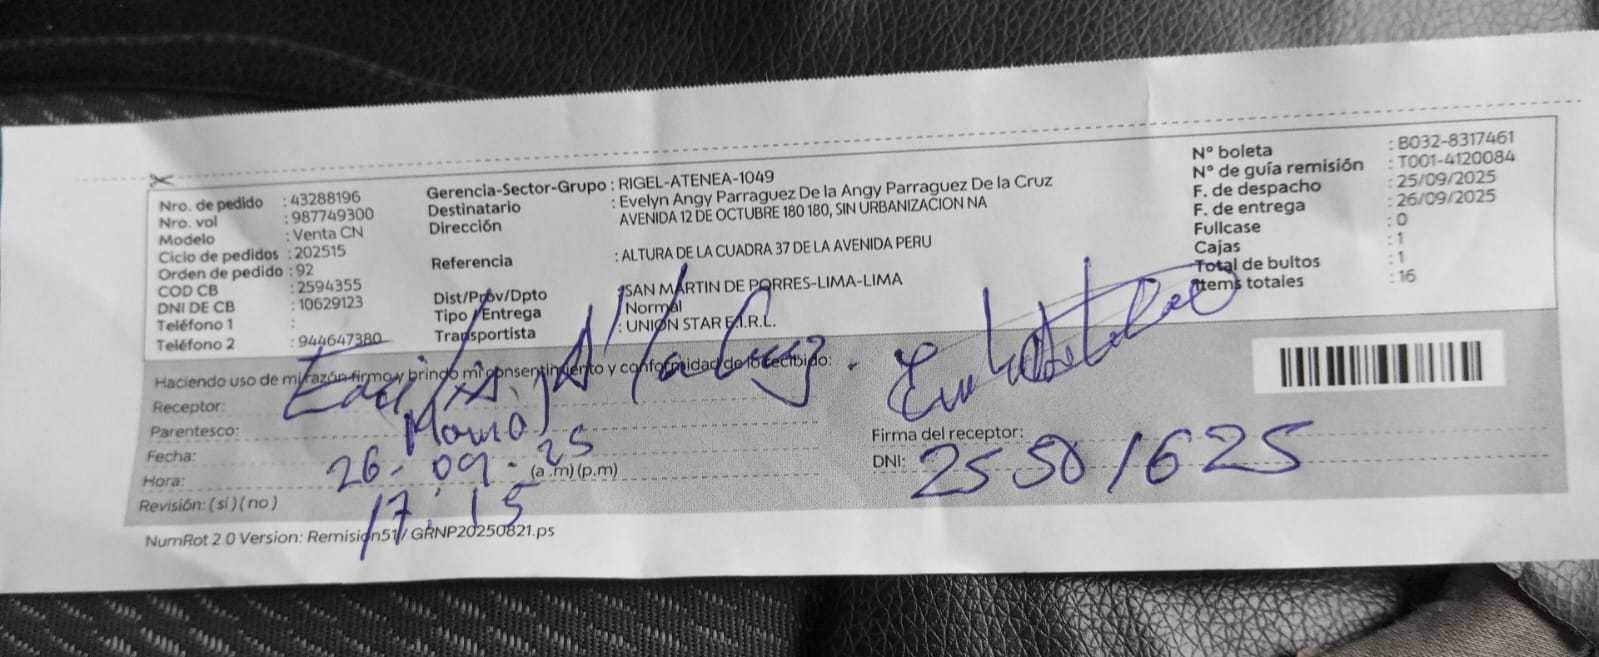 Nro. de pedido : 43288196
Nro. vol : 987749300
Modelo : Venta CN
Ciclo de pedidos : 202515
Orden de pedido : 92
COD CB : 2594355
DNI DE CB : 10629123
Teléfono 1 :
Teléfono 2 : 944647380
Gerencia-Sector-Grupo : RIGEL-ATENEA-1049
Destinatario : Evelyn Angy Parraguez De la Angy Parraguez De la Cruz
Dirección AVENIDA 12 DE OCTUBRE 180 180, SIN URBANIZACION NA
Referencia : ALTURA DE LA CUADRA 37 DE LA AVENIDA PERU
Dist/Prov/Dpto : SAN MARTIN DE PORRES-LIMA-LIMA
Tipo Entrega : Normal
Transportista : UNION STAR E.I.R.L.
N° boleta : B032-8317461
N° de guía remisión : T001-4120084
F. de despacho : 25/09/2025
F. de entrega : 26/09/2025
Fullcase : 0
Cajas : 1
Total de bultos : 1
Items totales : 16
Haciendo uso de mi razón firmo y brindo mi consentimiento y conformidad de lo recibido:
Receptor:
Parentesco: Mamá
Fecha: 26-09-25
Hora: 17:15 (a .m) (p.m)
Revisión: ( sí ) ( no )
Firma del receptor:
DNI: 25501625
NumRot 2.0 Version: Remision51 / GRNP20250821.ps